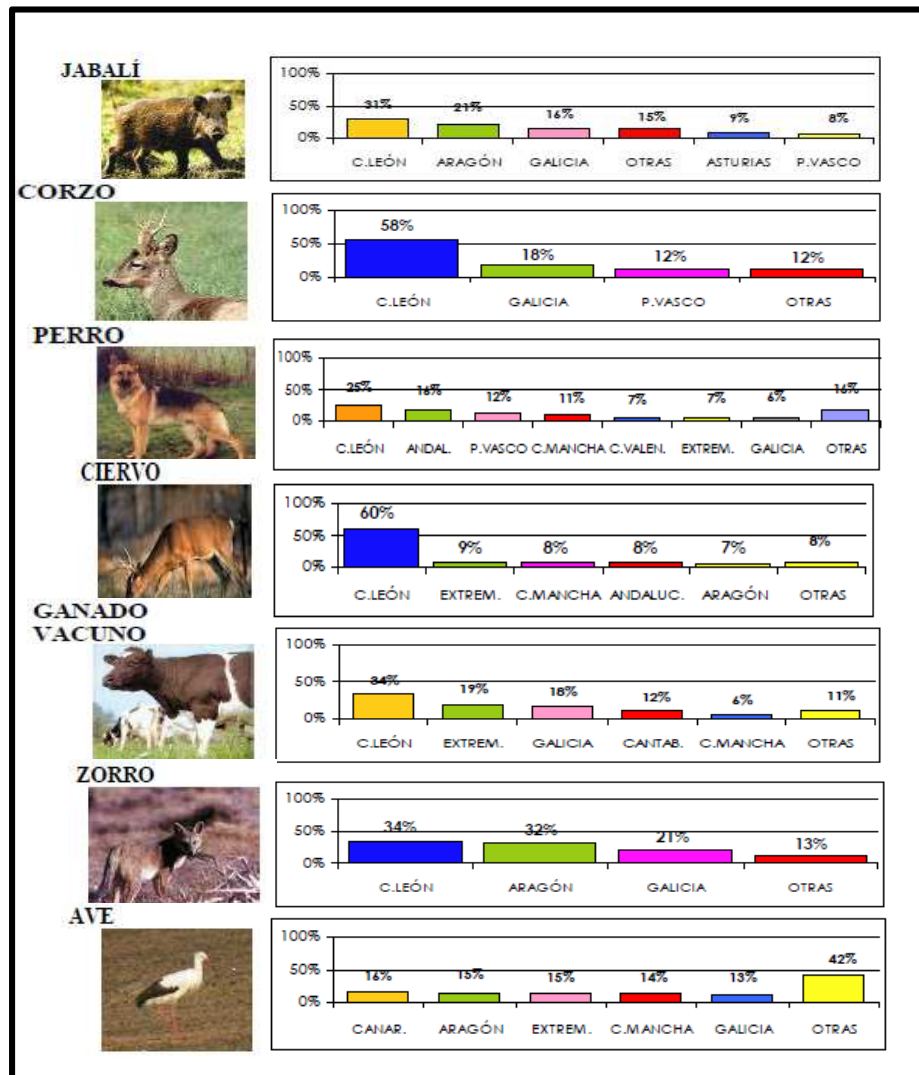 JABALÍ
100%
50%
0%
31% 21% 16% 15% 9% 8%
C.LEÓN ARAGÓN GALICIA OTRAS ASTURIAS P.VASCO
CORZO
100%
50%
0%
58% 18% 12% 12%
C.LEÓN GALICIA P.VASCO OTRAS
PERRO
100%
50%
0%
25% 16% 12% 11% 7% 7% 6% 16%
C.LEÓN ANDAL. P.VASCO C.MANCHA C.VALEN. EXTREM. GALICIA OTRAS
CIERVO
100%
50%
0%
60% 9% 8% 8% 7% 8%
C.LEÓN EXTREM. C.MANCHA ANDALUC. ARAGÓN OTRAS
GANADO
VACUNO
100%
50%
0%
34% 19% 18% 12% 6% 11%
C.LEÓN EXTREM. GALICIA CANTAB. C.MANCHA OTRAS
ZORRO
100%
50%
0%
34% 32% 21% 13%
C.LEÓN ARAGÓN GALICIA OTRAS
AVE
100%
50%
0%
16% 15% 15% 14% 13% 42%
CANAR. ARAGÓN EXTREM. C.MANCHA GALICIA OTRAS